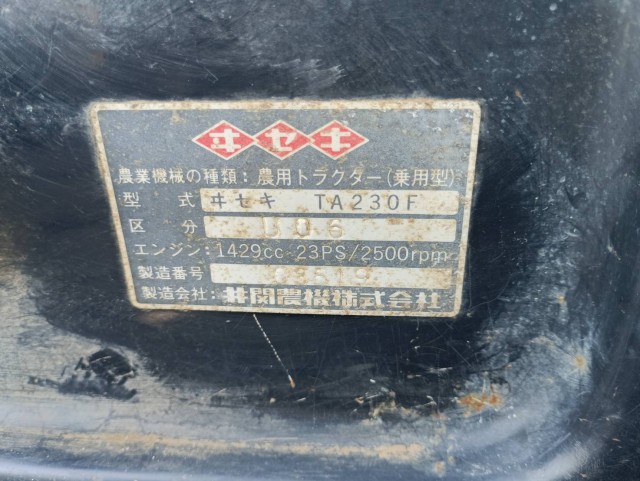 ヰセキ
農業機械の種類：農用トラクター（乗用型）
型式 ヰセキ TA230F
区分
エンジン：1429cc 23PS/2500rpm
製造番号
製造会社：井関農機株式会社